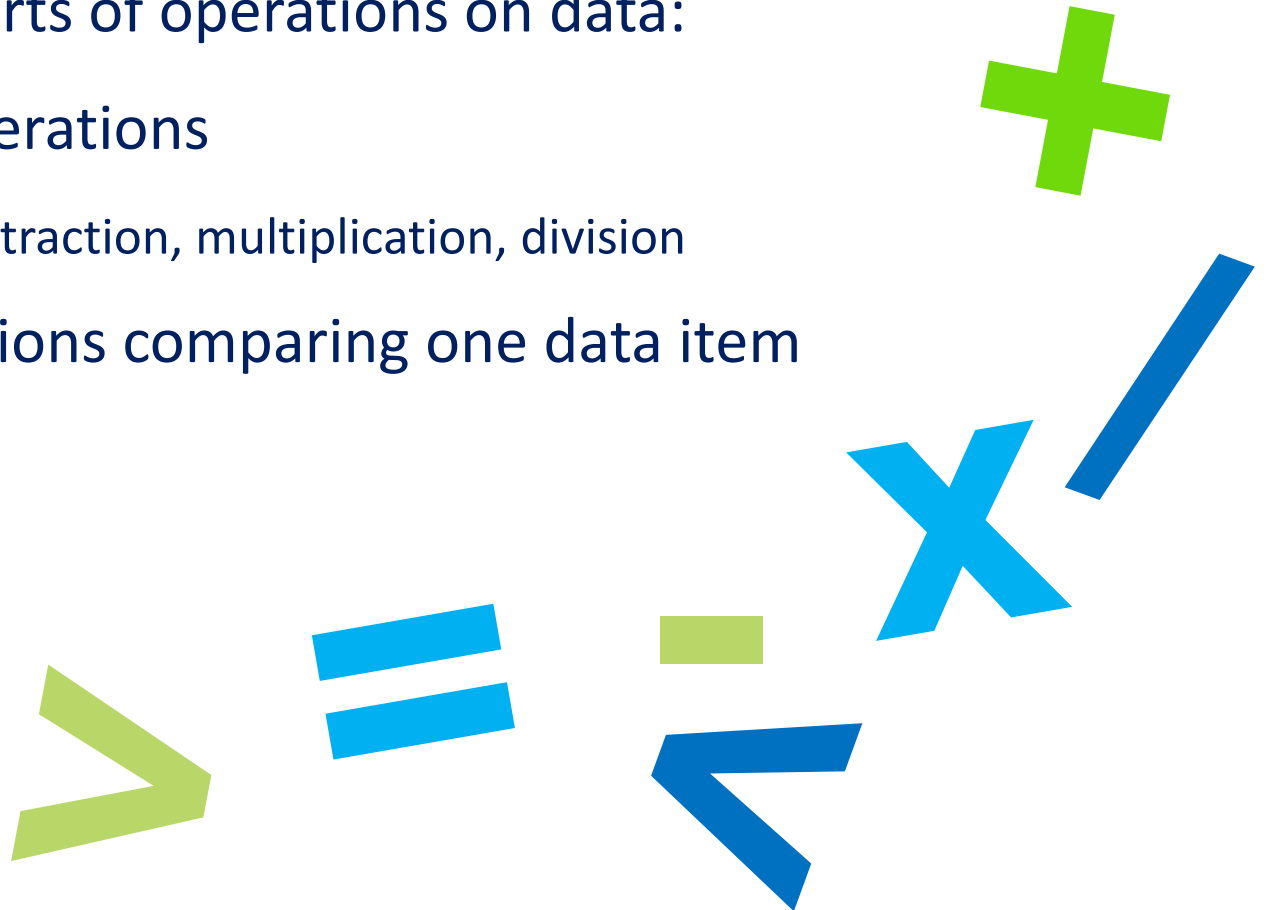 rts of operations on data:
erations
traction, multiplication, division
ions comparing one data item
+
/
x
= -
> <